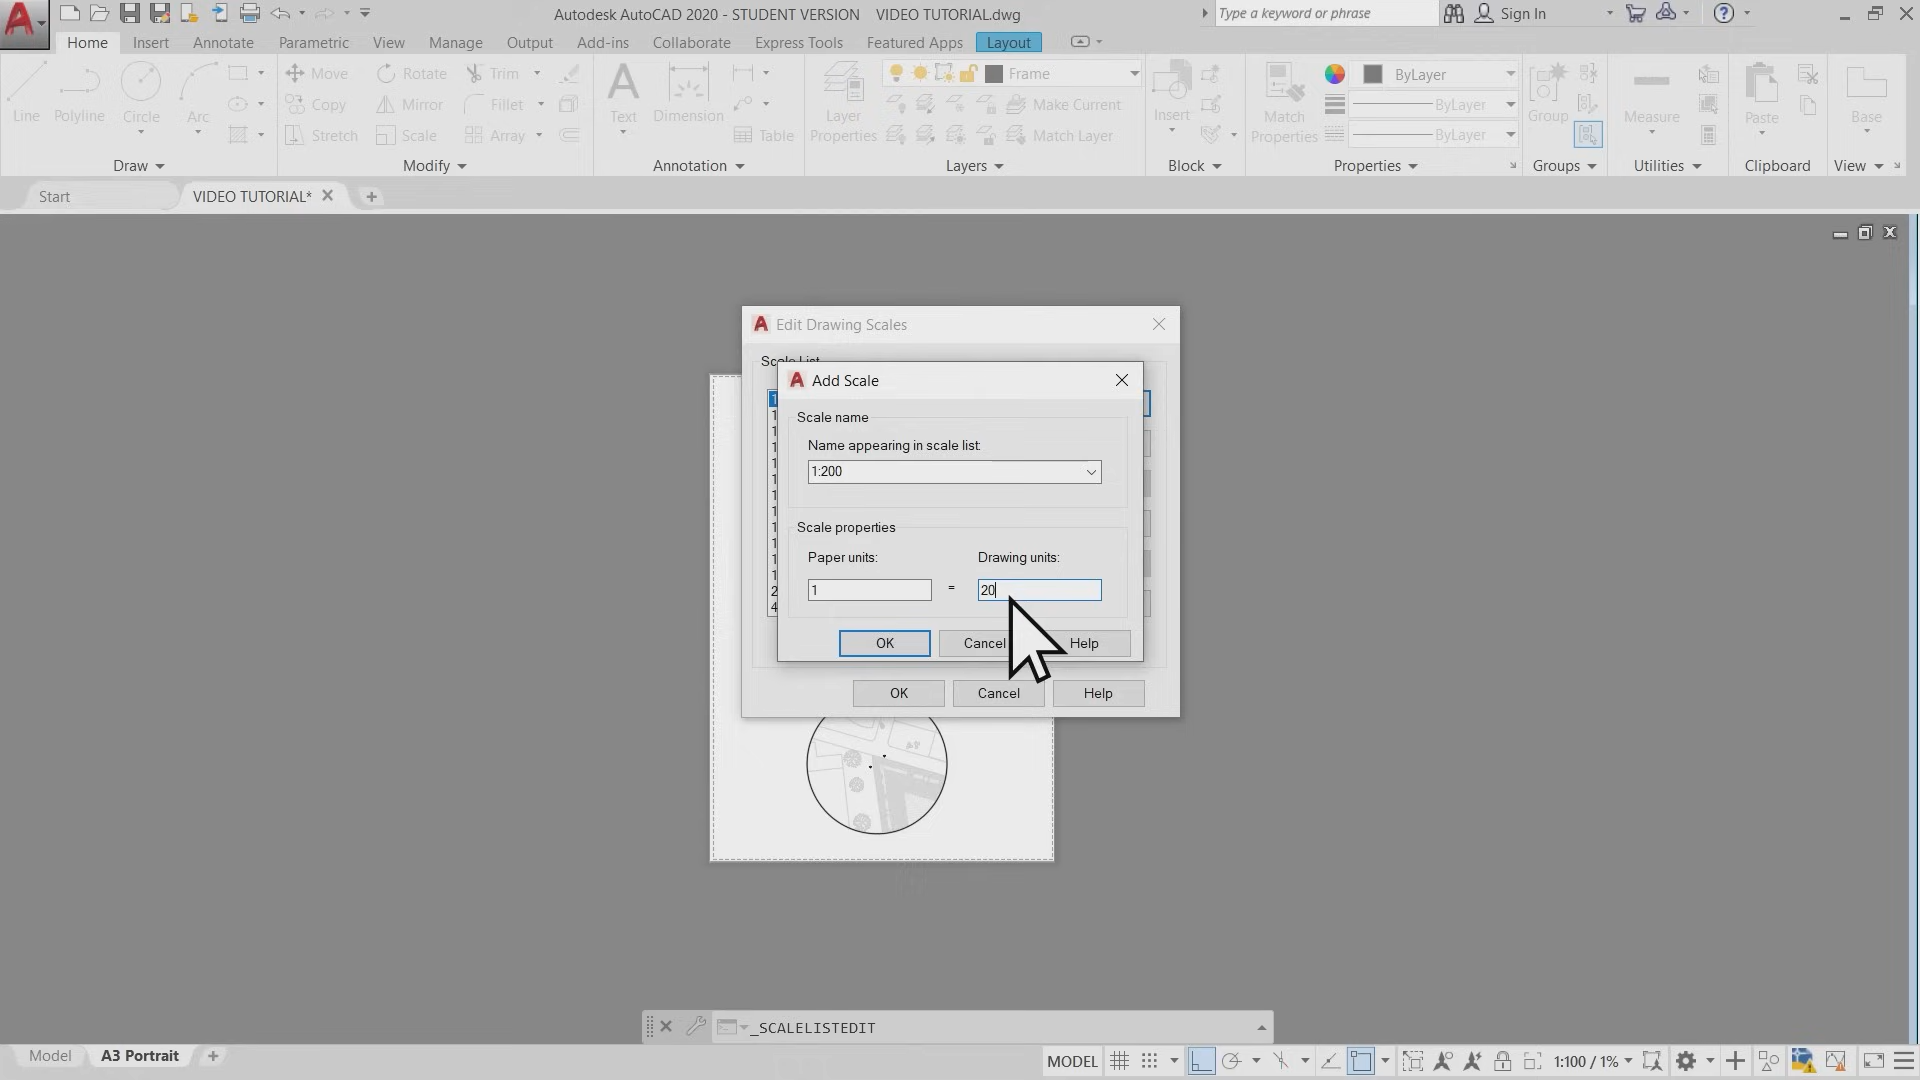 Autodesk AutoCAD 2020 - STUDENT VERSION VIDEO TUTORIAL.dwg
Type a keyword or phrase
Sign In
Home Insert Annotate Parametric View Manage Output Add-ins Collaborate Express Tools Featured Apps Layout
Line Polyline Circle Arc
Draw
Move Rotate Trim
Copy Mirror Fillet
Stretch Scale Array
Modify
Text Dimension Table
Annotation
Layer Properties
Frame
Make Current
Match Layer
Layers
Insert
Block
Match Properties
ByLayer
ByLayer
ByLayer
Properties
Group
Groups
Measure
Utilities
Paste
Clipboard
Base
View
Start VIDEO TUTORIAL*
Edit Drawing Scales
Scale List
Add Scale
Scale name
Name appearing in scale list:
1:200
Scale properties
Paper units: Drawing units:
1 = 20
OK Cancel Help
OK Cancel Help
_SCALELISTEDIT
Model A3 Portrait
MODEL 1:100 / 1%